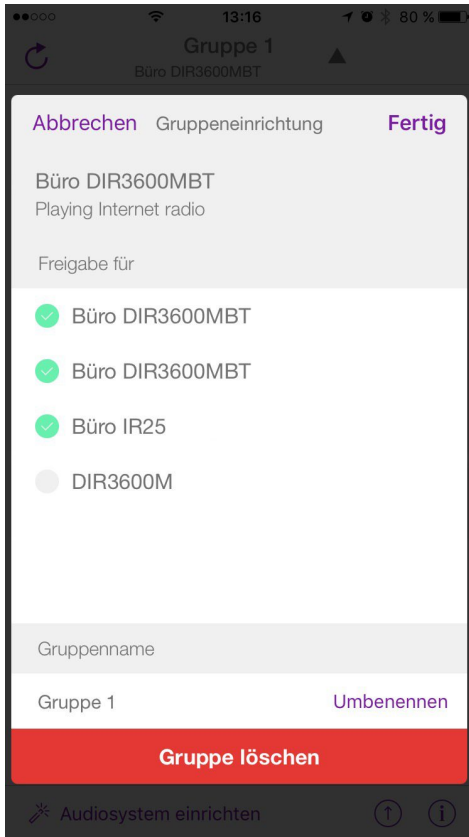 13:16
80 %
Gruppe 1
Büro DIR3600MBT
Abbrechen Gruppeneinrichtung Fertig
Büro DIR3600MBT
Playing Internet radio
Freigabe für
Büro DIR3600MBT
Büro DIR3600MBT
Büro IR25
DIR3600M
Gruppenname
Gruppe 1 Umbenennen
Gruppe löschen
Audiosystem einrichten